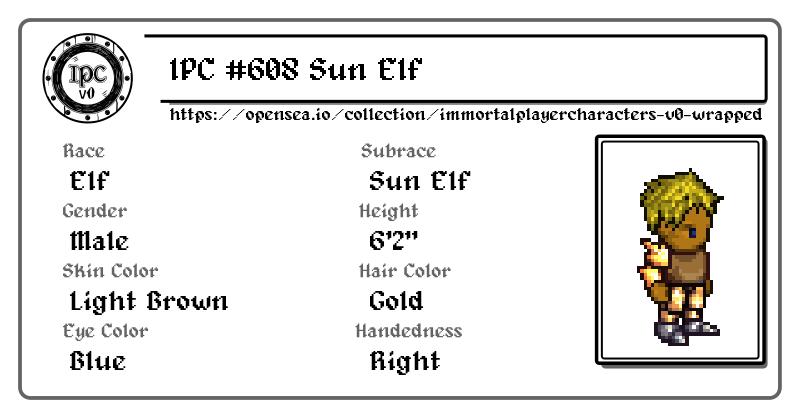 IPC v0
IPC #608 Sun Elf
https://opensea.io/collection/immortalplayercharacters-v0-wrapped
Race
Subrace
Elf
Sun Elf
Gender
Height
Male
6'2"
Skin Color
Hair Color
Light Brown
Gold
Eye Color
Handedness
Blue
Right